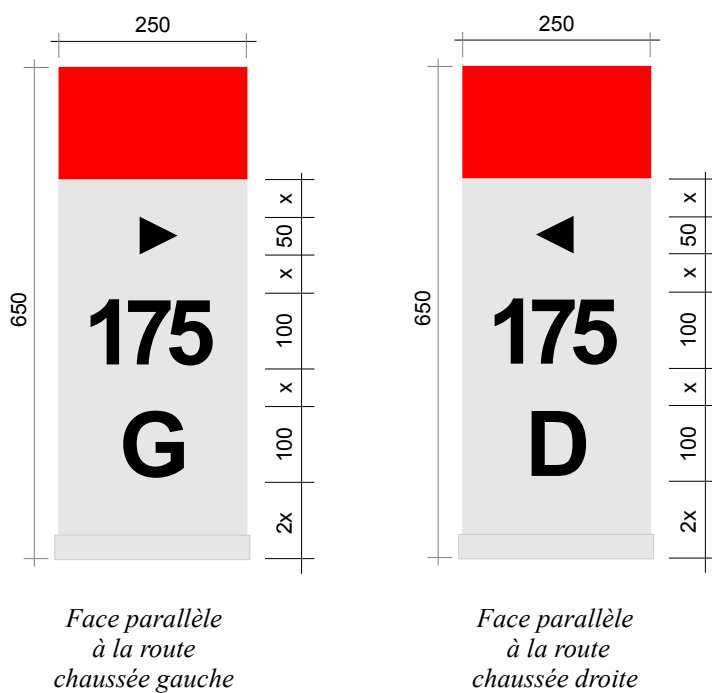 250
650
175
G
x
50
x
100
x
100
2x
Face parallèle
à la route
chaussée gauche
250
650
175
D
x
50
x
100
x
100
2x
Face parallèle
à la route
chaussée droite